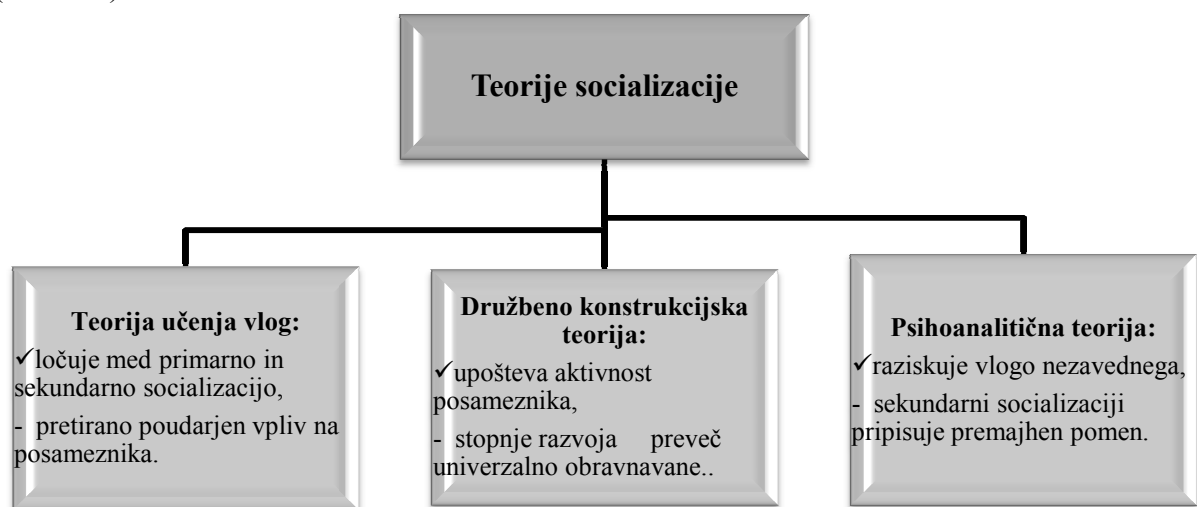 Teorije socializacije
Teorija učenja vlog:
✓ločuje med primarno in
sekundarno socializacijo,
- pretirano poudarjen vpliv na
posameznika.
Družbeno konstrukcijska
teorija:
✓upošteva aktivnost
posameznika,
- stopnje razvoja preveč
univerzalno obravnavane..
Psihoanalitična teorija:
✓raziskuje vlogo nezavednega,
- sekundarni socializaciji
pripisuje premajhen pomen.